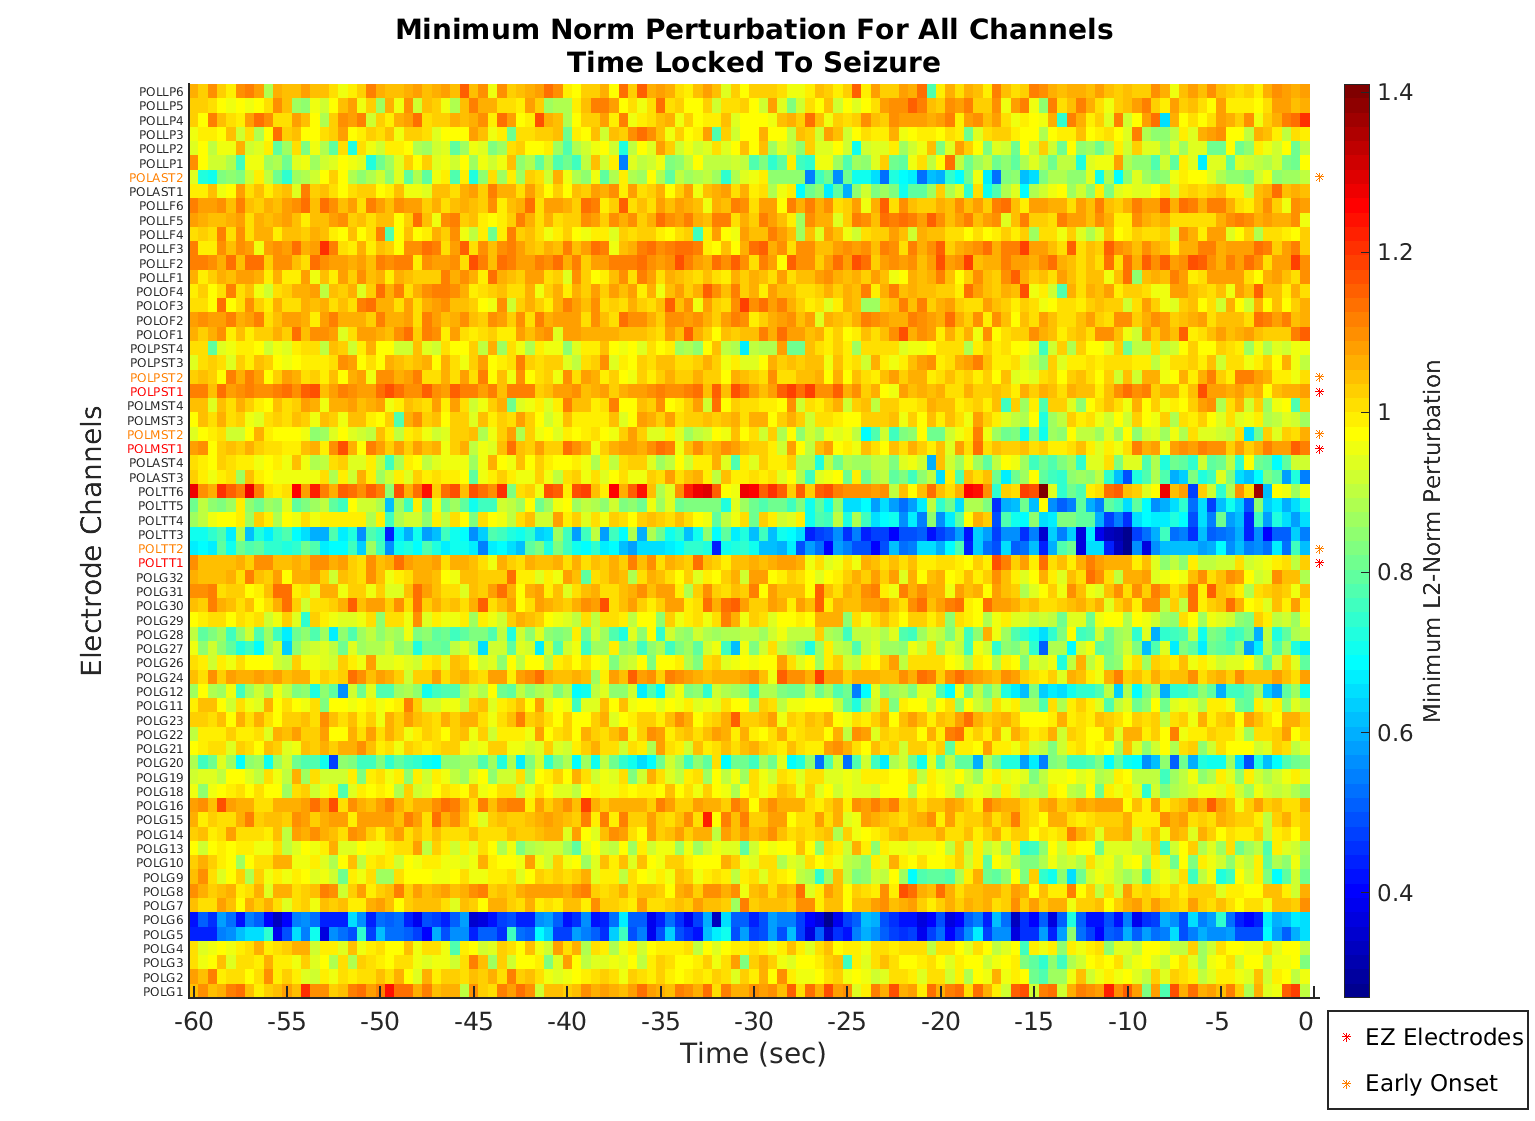 Minimum Norm Perturbation For All Channels
Time Locked To Seizure
Electrode Channels
POLLP6
POLLP5
POLLP4
POLLP3
POLLP2
POLLP1
POLAST2
POLAST1
POLLF6
POLLF5
POLLF4
POLLF3
POLLF2
POLLF1
POLOF4
POLOF3
POLOF2
POLOF1
POLPST4
POLPST3
POLPST2
POLPST1
POLMST4
POLMST3
POLMST2
POLMST1
POLAST4
POLAST3
POLTT6
POLTT5
POLTT4
POLTT3
POLTT2
POLTT1
POLG32
POLG31
POLG30
POLG29
POLG28
POLG27
POLG26
POLG24
POLG12
POLG11
POLG23
POLG22
POLG21
POLG20
POLG19
POLG18
POLG16
POLG15
POLG14
POLG13
POLG10
POLG9
POLG8
POLG7
POLG6
POLG5
POLG4
POLG3
POLG2
POLG1
-60 -55 -50 -45 -40 -35 -30 -25 -20 -15 -10 -5 0
Time (sec)
1.4
1.2
1
0.8
0.6
0.4
Minimum L2-Norm Perturbation
EZ Electrodes
Early Onset